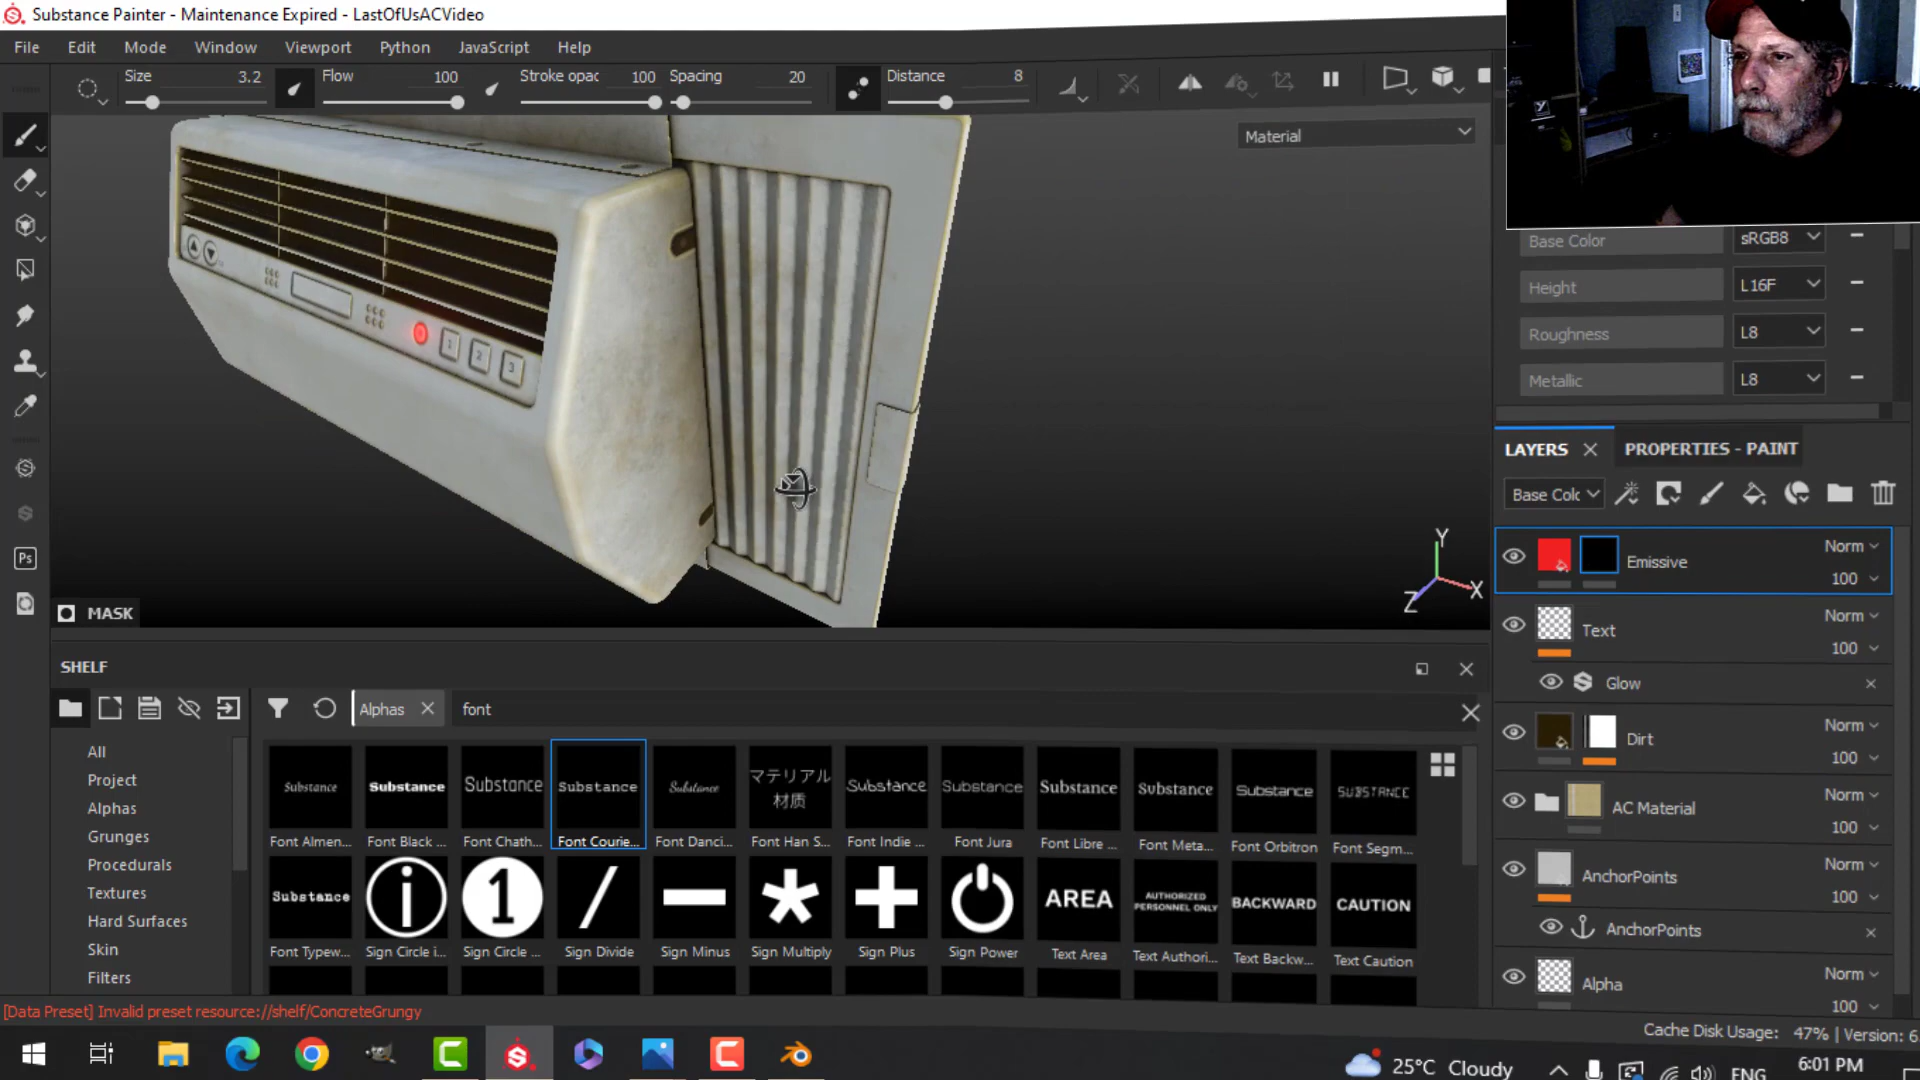 Substance Painter - Maintenance Expired - LastOfUsACVideo
File Edit Mode Window Viewport Python JavaScript Help
Size 3.2 Flow 100 Stroke opac 100 Spacing 20 Distance 8
Material
1 2 3
Y
X
Z
MASK
Base Color sRGB8
Height L16F
Roughness L8
Metallic L8
LAYERS PROPERTIES - PAINT
Base Colc
Emissive Norm 100
Text Norm 100
Glow
Dirt Norm 100
AC Material Norm 100
AnchorPoints Norm 100
AnchorPoints
Alpha Norm 100
SHELF
Alphas font
All
Project
Alphas
Grunges
Procedurals
Textures
Hard Surfaces
Skin
Filters
Substance Substance Substance Substance Substance マテリアル 材质 Substance Substance Substance Substance Substance SUBSTANCE
Font Almen... Font Black ... Font Chath... Font Courie... Font Danci... Font Han S... Font Indie ... Font Jura Font Libre ... Font Meta... Font Orbitron Font Segm...
Substance i 1 / − * + AREA AUTHORIZED PERSONNEL ONLY BACKWARD CAUTION
Font Typew... Sign Circle i... Sign Circle ... Sign Divide Sign Minus Sign Multiply Sign Plus Sign Power Text Area Text Authori... Text Backw... Text Caution
[Data Preset] Invalid preset resource://shelf/ConcreteGrungy
Cache Disk Usage: 47% | Version: 6.
Ps
25°C Cloudy
ENG
6:01 PM